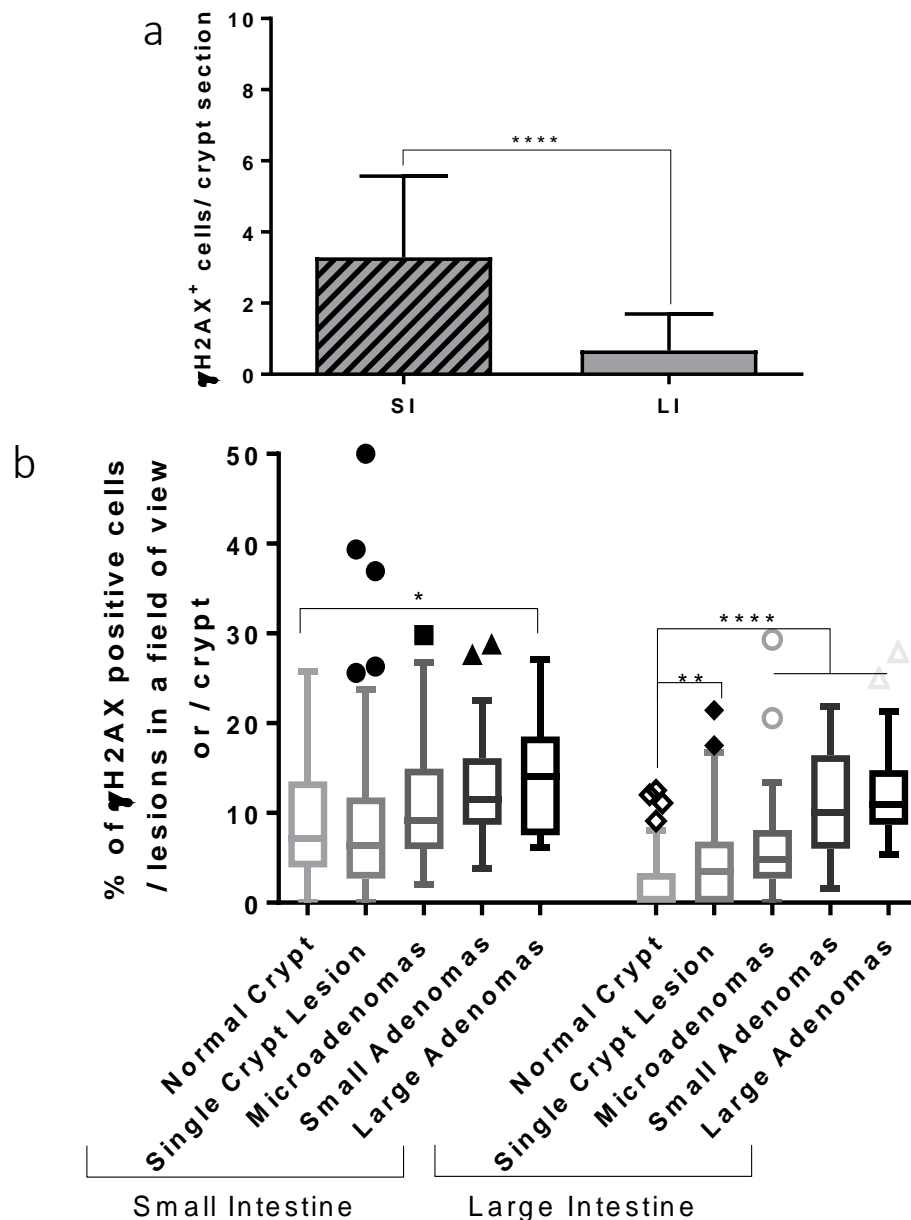 a
γH2AX+ cells/ crypt section
10
8
6
4
2
0
****
SI
LI
b
% of γH2AX positive cells
/ lesions in a field of view
or / crypt
50
40
30
20
10
0
*
****
**
Normal Crypt
Single Crypt Lesion
Microadenomas
Small Adenomas
Large Adenomas
Normal Crypt
Single Crypt Lesion
Microadenomas
Small Adenomas
Large Adenomas
Small Intestine
Large Intestine